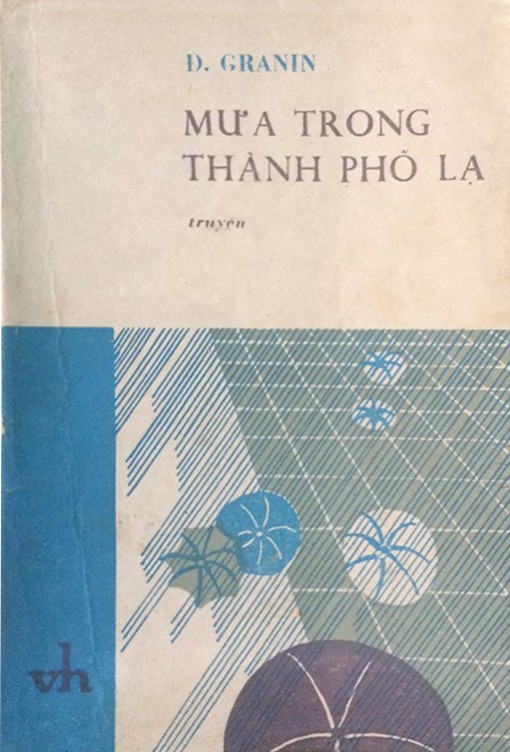 Đ. GRANIN
MƯA TRONG
THÀNH PHỐ LẠ
truyện
vh